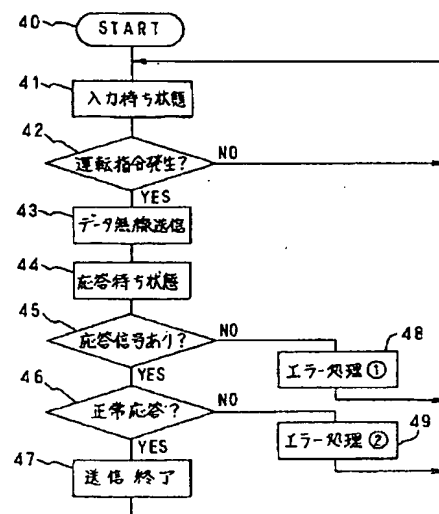 40
START
41
入力待ち状態
42
運転指令発生?
NO
YES
43
データ無線送信
44
応答待ち状態
45
応答信号あり?
NO
48
YES
エラー処理①
46
正常応答?
NO
49
YES
エラー処理②
47
送信終了